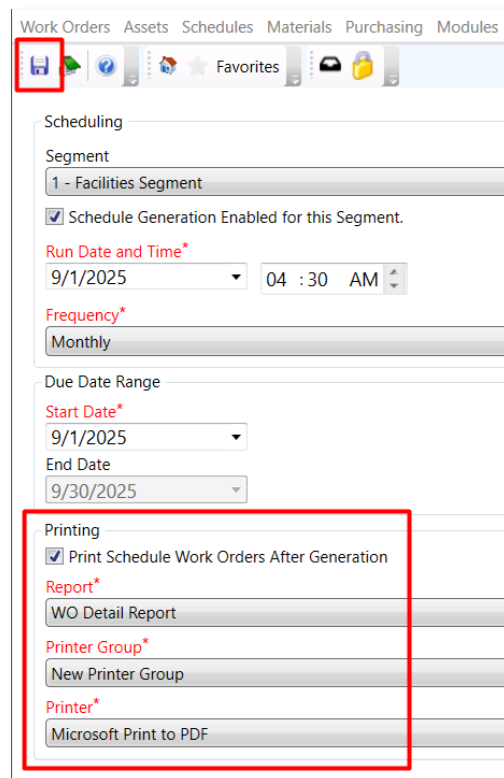 Work Orders Assets Schedules Materials Purchasing Modules
Favorites
Scheduling
Segment
1 - Facilities Segment
Schedule Generation Enabled for this Segment.
Run Date and Time*
9/1/2025 04 : 30 AM
Frequency*
Monthly
Due Date Range
Start Date*
9/1/2025
End Date
9/30/2025
Printing
Print Schedule Work Orders After Generation
Report*
WO Detail Report
Printer Group*
New Printer Group
Printer*
Microsoft Print to PDF